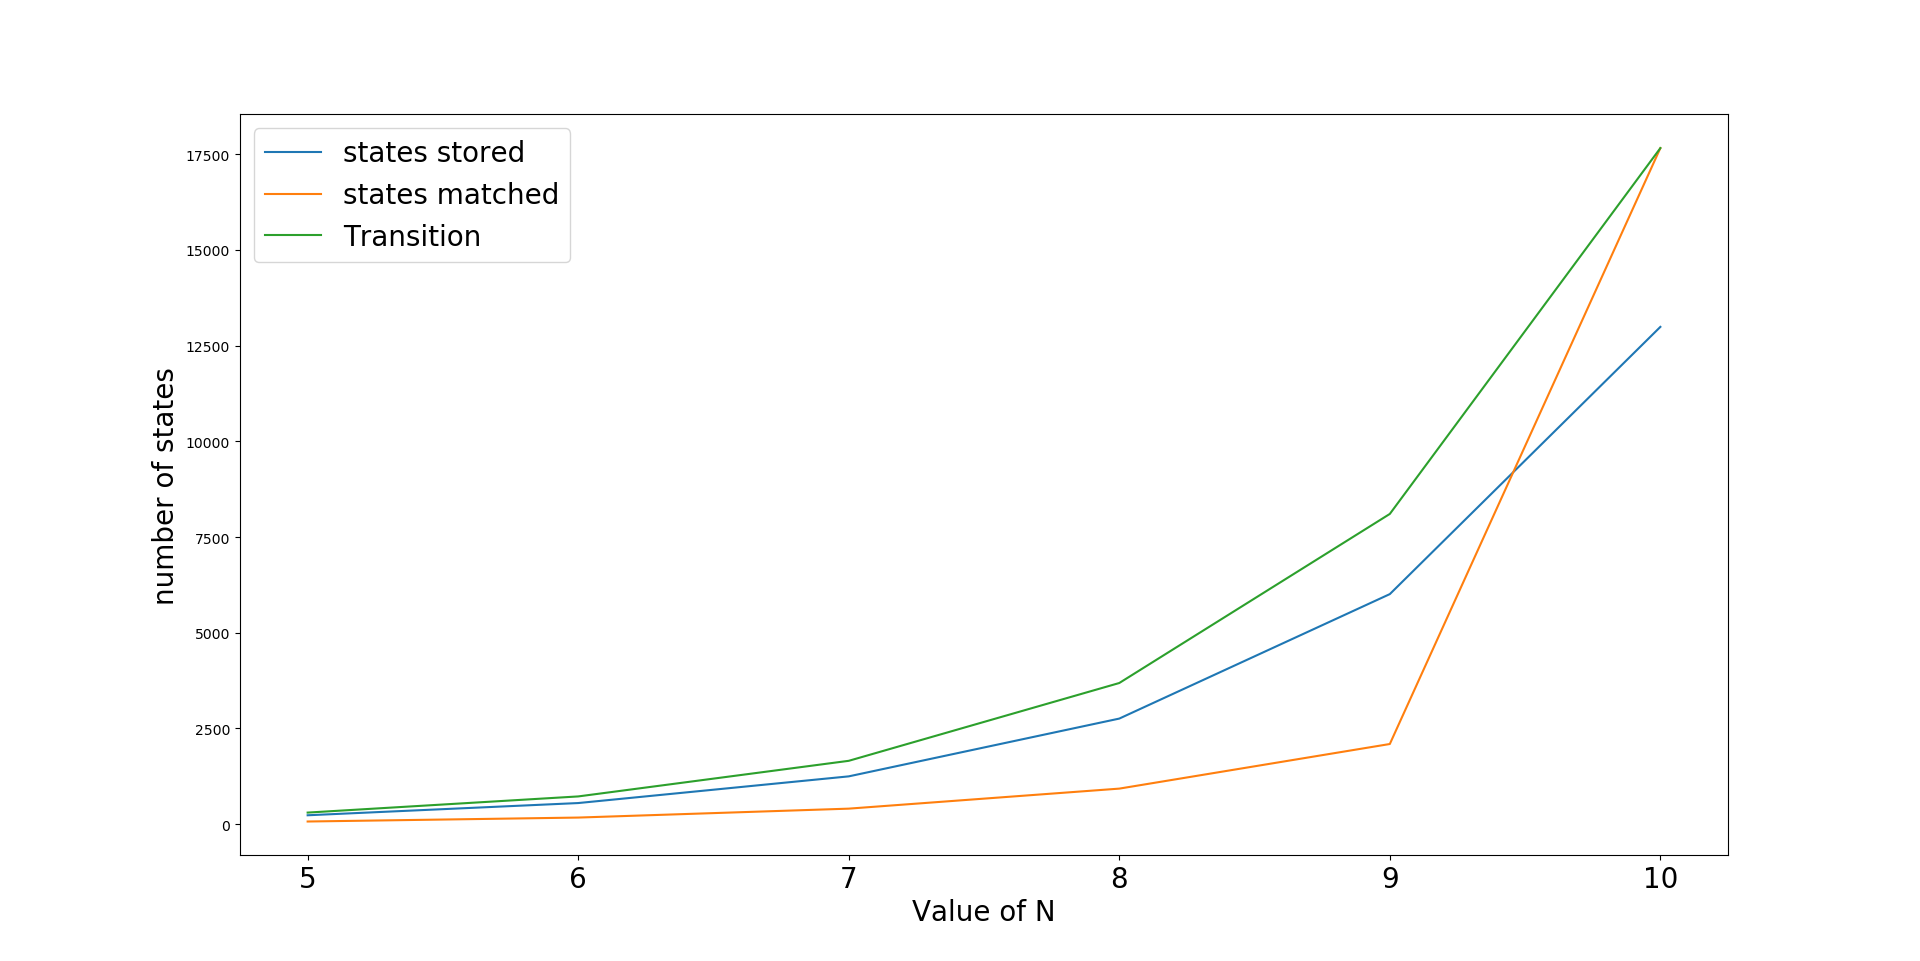 states stored
states matched
Transition
number of states
17500
15000
12500
10000
7500
5000
2500
0
5 6 7 8 9 10
Value of N